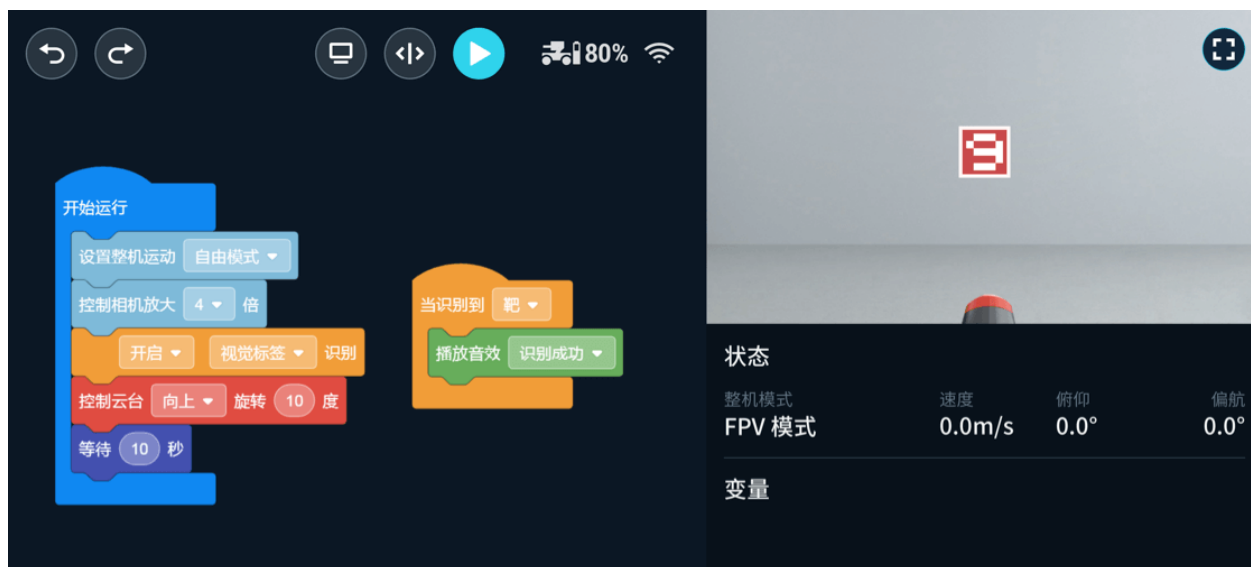 80%
开始运行
设置整机运动 自由模式
控制相机放大 4 倍
开启 视觉标签 识别
控制云台 向上 旋转 10 度
等待 10 秒
当识别到 靶
播放音效 识别成功
状态
整机模式 速度 俯仰 偏航
FPV 模式 0.0m/s 0.0° 0.0°
变量